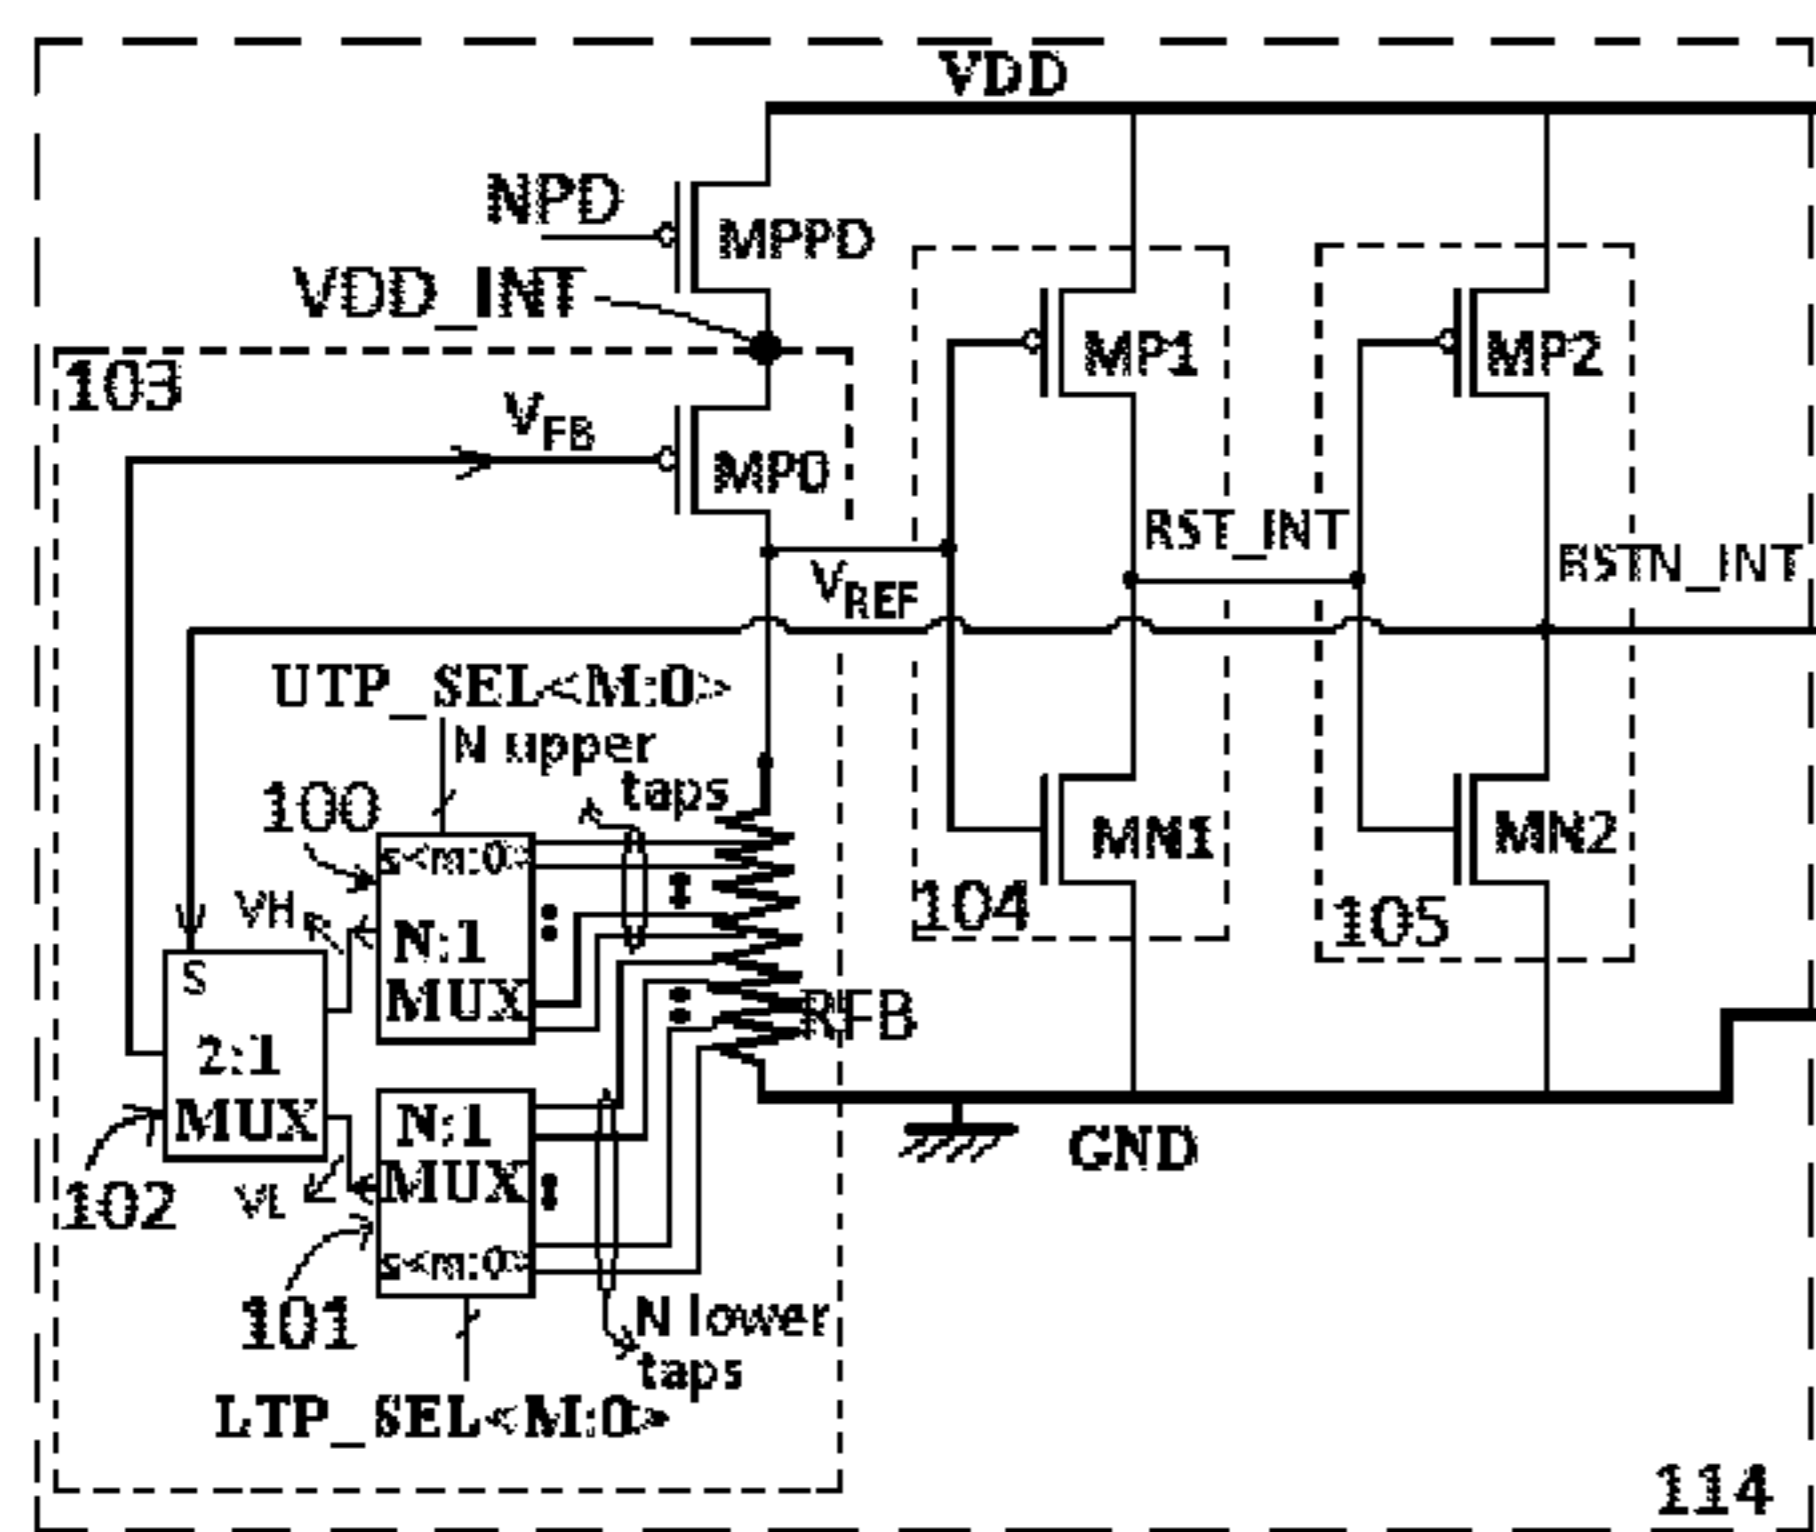 VDD
NPD
MPPD
VDD_INT
103
VFB
MP0
MP1
MP2
RST_INT
RSTN_INT
VREF
UTP_SEL<M:0>
N upper
taps
100
s<m:0>
VH
N:1
MUX
104
MN1
105
MN2
S
2:1
MUX
RFB
N:1
MUX
s<m:0>
102
VL
101
GND
N lower
taps
LTP_SEL<M:0>
114